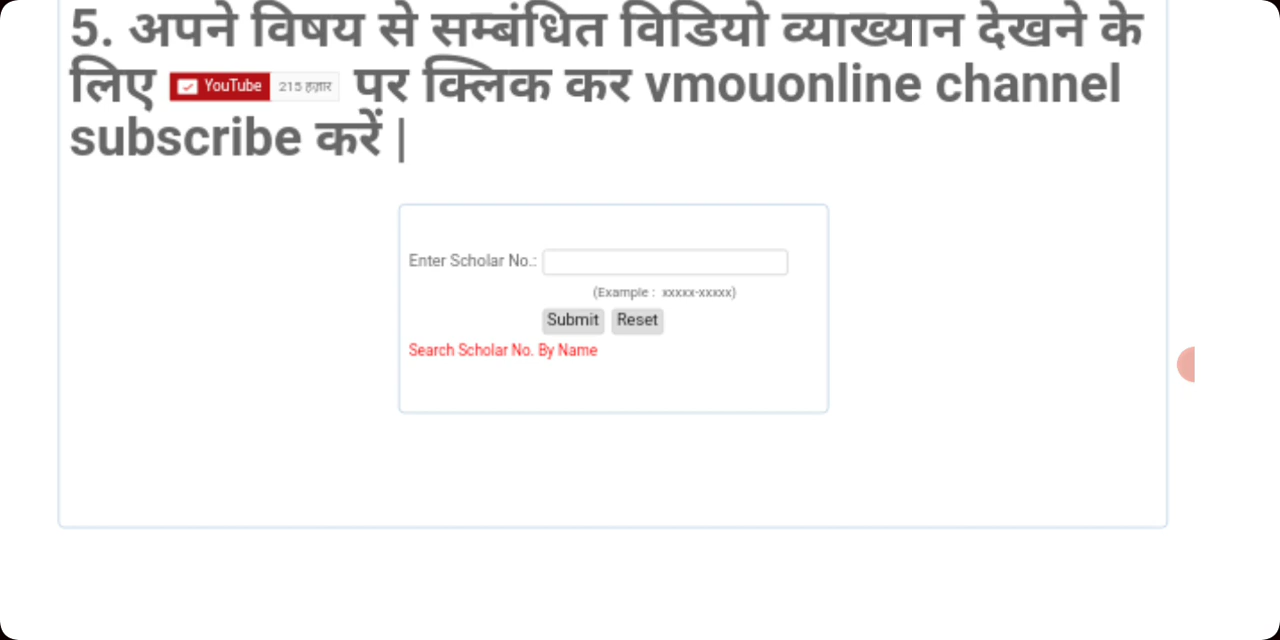 5. अपने विषय से सम्बंधित विडियो व्याख्यान देखने के
लिए YouTube 215 हज़ार पर क्लिक कर vmouonline channel
subscribe करें |
Enter Scholar No.:
(Example : xxxxx-xxxxx)
Submit Reset
Search Scholar No. By Name